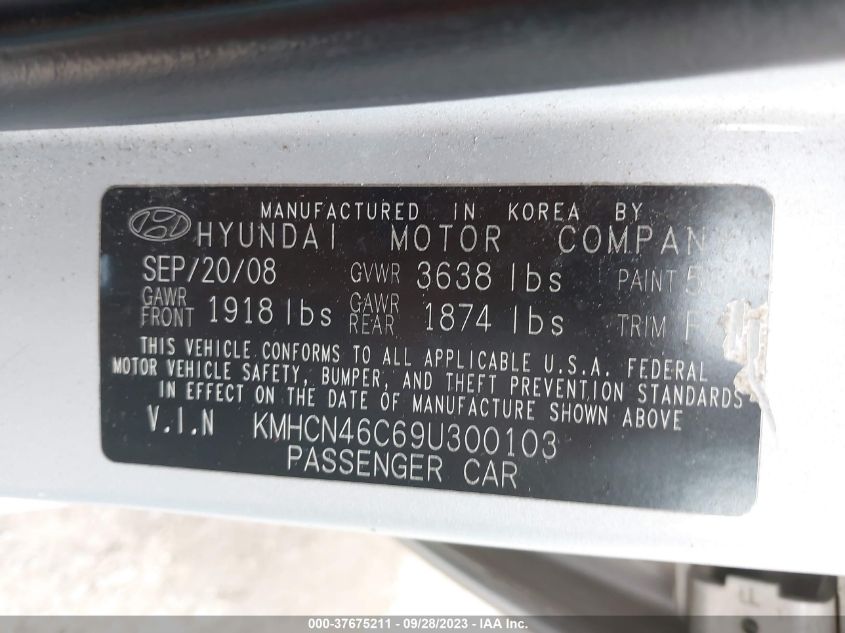 MANUFACTURED IN KOREA BY
HYUNDAI MOTOR COMPANY
SEP/20/08 GVWR 3638 lbs PAINT
GAWR FRONT 1918 lbs GAWR REAR 1874 lbs TRIM
THIS VEHICLE CONFORMS TO ALL APPLICABLE U.S.A. FEDERAL
MOTOR VEHICLE SAFETY, BUMPER, AND THEFT PREVENTION STANDARDS
IN EFFECT ON THE DATE OF MANUFACTURE SHOWN ABOVE
V.I.N KMHCN46C69U300103
PASSENGER CAR
000-37675211 - 09/28/2023 - IAA Inc.